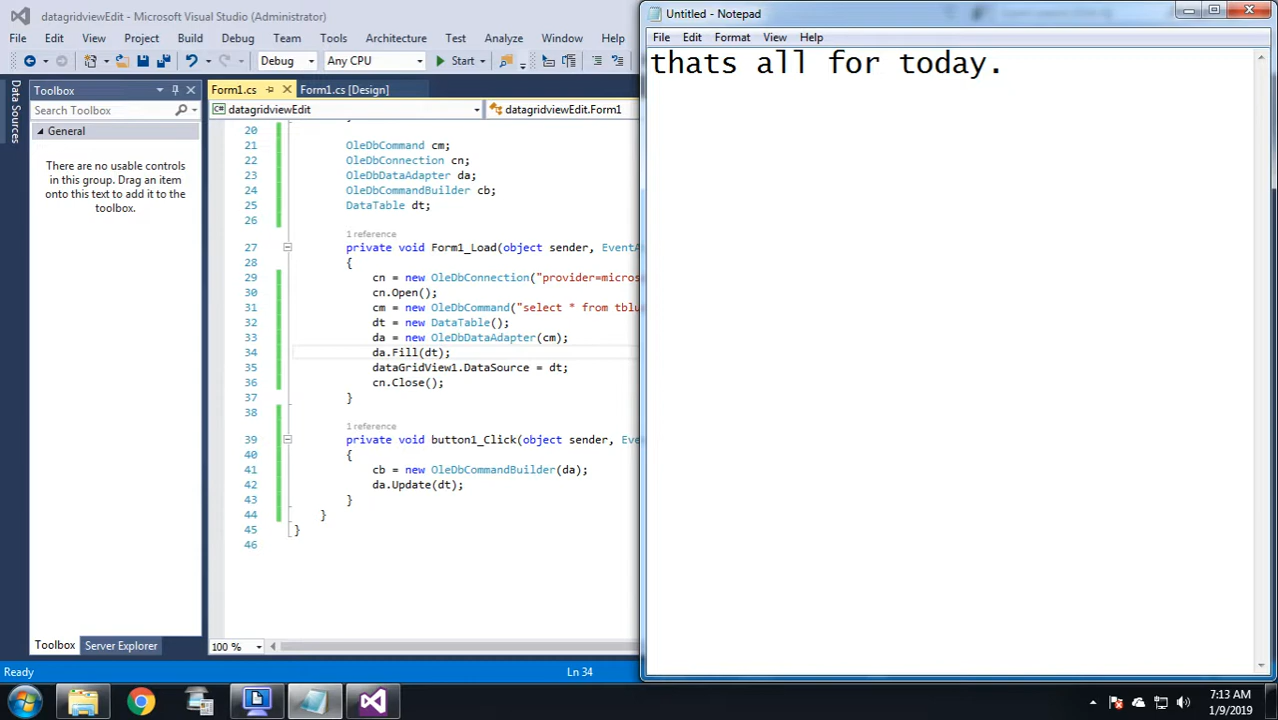 datagridviewEdit - Microsoft Visual Studio (Administrator)
File Edit View Project Build Debug Team Tools Architecture Test Analyze Window Help
Debug Any CPU Start
Toolbox
Search Toolbox
General
There are no usable controls
in this group. Drag an item
onto this text to add it to the
toolbox.
Data Sources
Toolbox Server Explorer
Form1.cs Form1.cs [Design]
datagridviewEdit datagridviewEdit.Form1
20
21 OleDbCommand cm;
22 OleDbConnection cn;
23 OleDbDataAdapter da;
24 OleDbCommandBuilder cb;
25 DataTable dt;
26
1 reference
27 private void Form1_Load(object sender, EventA
28 {
29 cn = new OleDbConnection("provider=micros
30 cn.Open();
31 cm = new OleDbCommand("select * from tblu
32 dt = new DataTable();
33 da = new OleDbDataAdapter(cm);
34 da.Fill(dt);
35 dataGridView1.DataSource = dt;
36 cn.Close();
37 }
38
1 reference
39 private void button1_Click(object sender, Eve
40 {
41 cb = new OleDbCommandBuilder(da);
42 da.Update(dt);
43 }
44 }
45 }
46
100 %
Ready Ln 34
Untitled - Notepad
File Edit Format View Help
thats all for today.
7:13 AM
1/9/2019